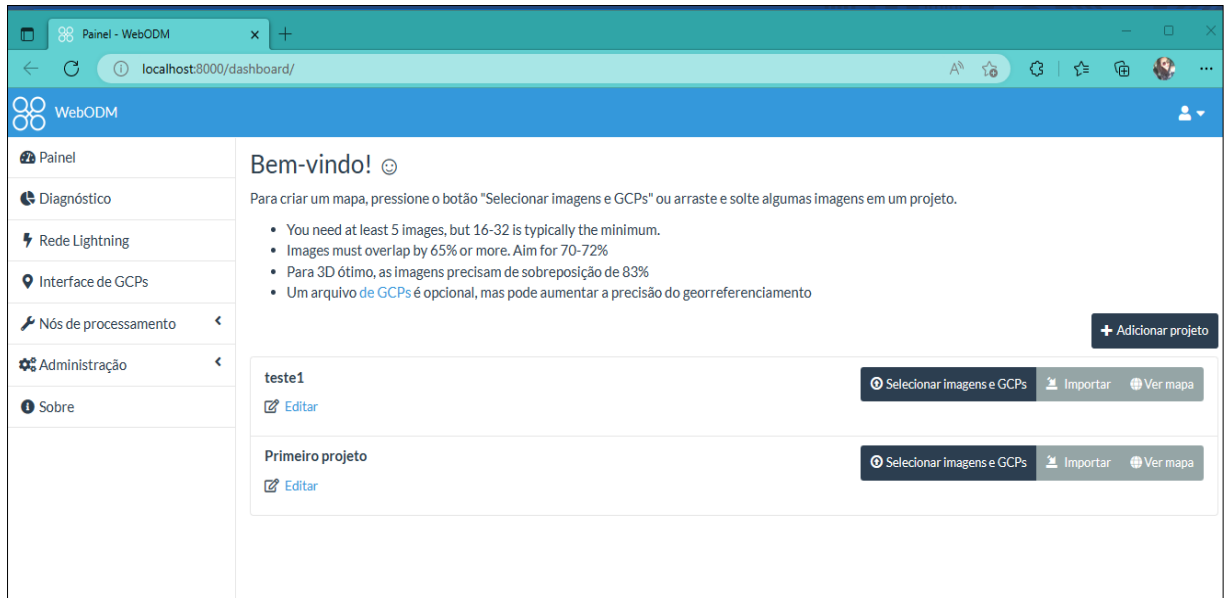 Painel - WebODM
localhost:8000/dashboard/
WebODM
Painel
Diagnóstico
Rede Lightning
Interface de GCPs
Nós de processamento
Administração
Sobre
Bem-vindo!
Para criar um mapa, pressione o botão "Selecionar imagens e GCPs" ou arraste e solte algumas imagens em um projeto.
• You need at least 5 images, but 16-32 is typically the minimum.
• Images must overlap by 65% or more. Aim for 70-72%
• Para 3D ótimo, as imagens precisam de sobreposição de 83%
• Um arquivo de GCPs é opcional, mas pode aumentar a precisão do georreferenciamento
Adicionar projeto
teste1
Selecionar imagens e GCPs Importar Ver mapa
Editar
Primeiro projeto
Selecionar imagens e GCPs Importar Ver mapa
Editar